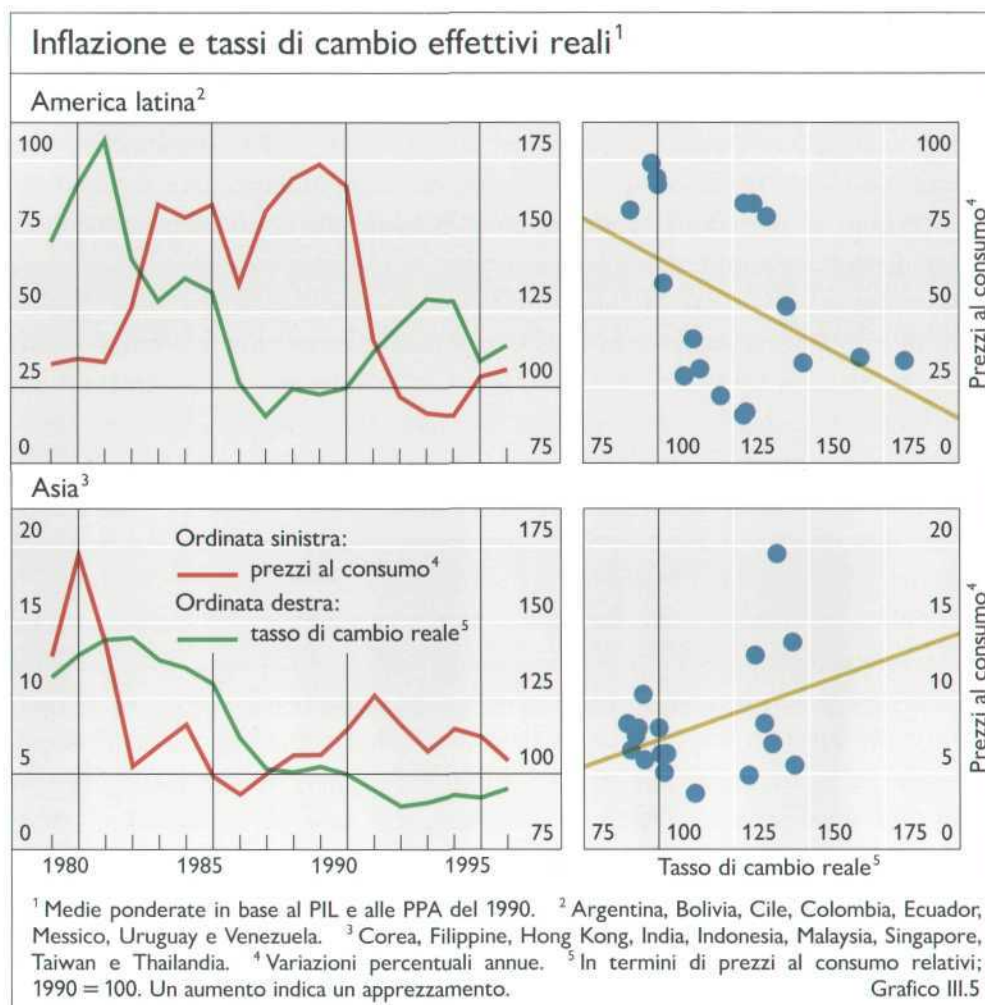 Inflazione e tassi di cambio effettivi reali¹
America latina²
100
75
50
25
0
175
150
125
100
75
100
75
50
25
0
Prezzi al consumo⁴
75 100 125 150 175
Asia³
20
15
10
5
0
Ordinata sinistra:
prezzi al consumo⁴
Ordinata destra:
tasso di cambio reale⁵
175
150
125
100
75
1980 1985 1990 1995
20
15
10
5
0
Prezzi al consumo⁴
75 100 125 150 175
Tasso di cambio reale⁵
¹ Medie ponderate in base al PIL e alle PPA del 1990. ² Argentina, Bolivia, Cile, Colombia, Ecuador,
Messico, Uruguay e Venezuela. ³ Corea, Filippine, Hong Kong, India, Indonesia, Malaysia, Singapore,
Taiwan e Thailandia. ⁴ Variazioni percentuali annue. ⁵ In termini di prezzi al consumo relativi;
1990 = 100. Un aumento indica un apprezzamento. Grafico III.5